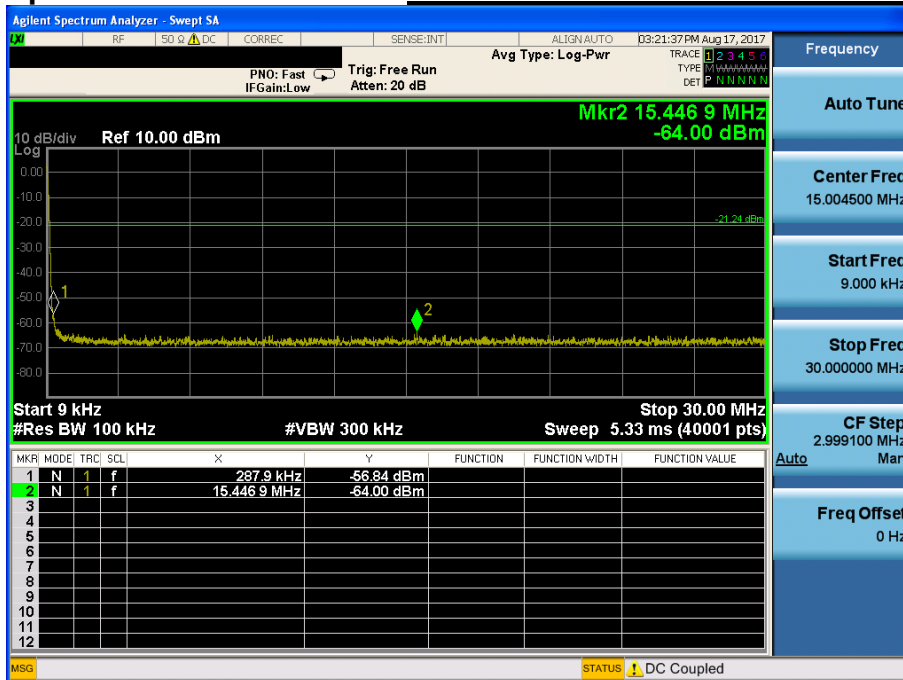 Agilent Spectrum Analyzer - Swept SA
LXI RF 50 Ω DC CORREC SENSE:INT ALIGN AUTO 03:21:37 PM Aug 17, 2017
Avg Type: Log-Pwr TRACE 1 2 3 4 5 6
PNO: Fast Trig: Free Run TYPE M WWWWW
IFGain:Low Atten: 20 dB DET P N N N N N
Mkr2 15.446 9 MHz
-64.00 dBm
10 dB/div Ref 10.00 dBm
Log
0.00
-10.0
-20.0
-21.24 dBm
-30.0
-40.0
-50.0
1
2
-60.0
-70.0
-80.0
Start 9 kHz Stop 30.00 MHz
#Res BW 100 kHz #VBW 300 kHz Sweep 5.33 ms (40001 pts)
MKR MODE TRC SCL X Y FUNCTION FUNCTION WIDTH FUNCTION VALUE
1 N 1 f 287.9 kHz -56.84 dBm
2 N 1 f 15.446 9 MHz -64.00 dBm
3
4
5
6
7
8
9
10
11
12
MSG STATUS DC Coupled
Frequency
Auto Tune
Center Freq
15.004500 MHz
Start Freq
9.000 kHz
Stop Freq
30.000000 MHz
CF Step
2.999100 MHz
Auto Man
Freq Offset
0 Hz